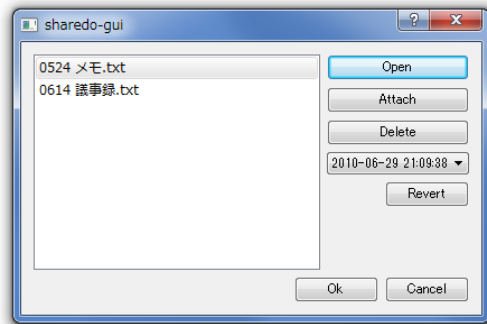 sharedo-gui
0524 メモ.txt
0614 議事録.txt
Open
Attach
Delete
2010-06-29 21:09:38
Revert
Ok
Cancel